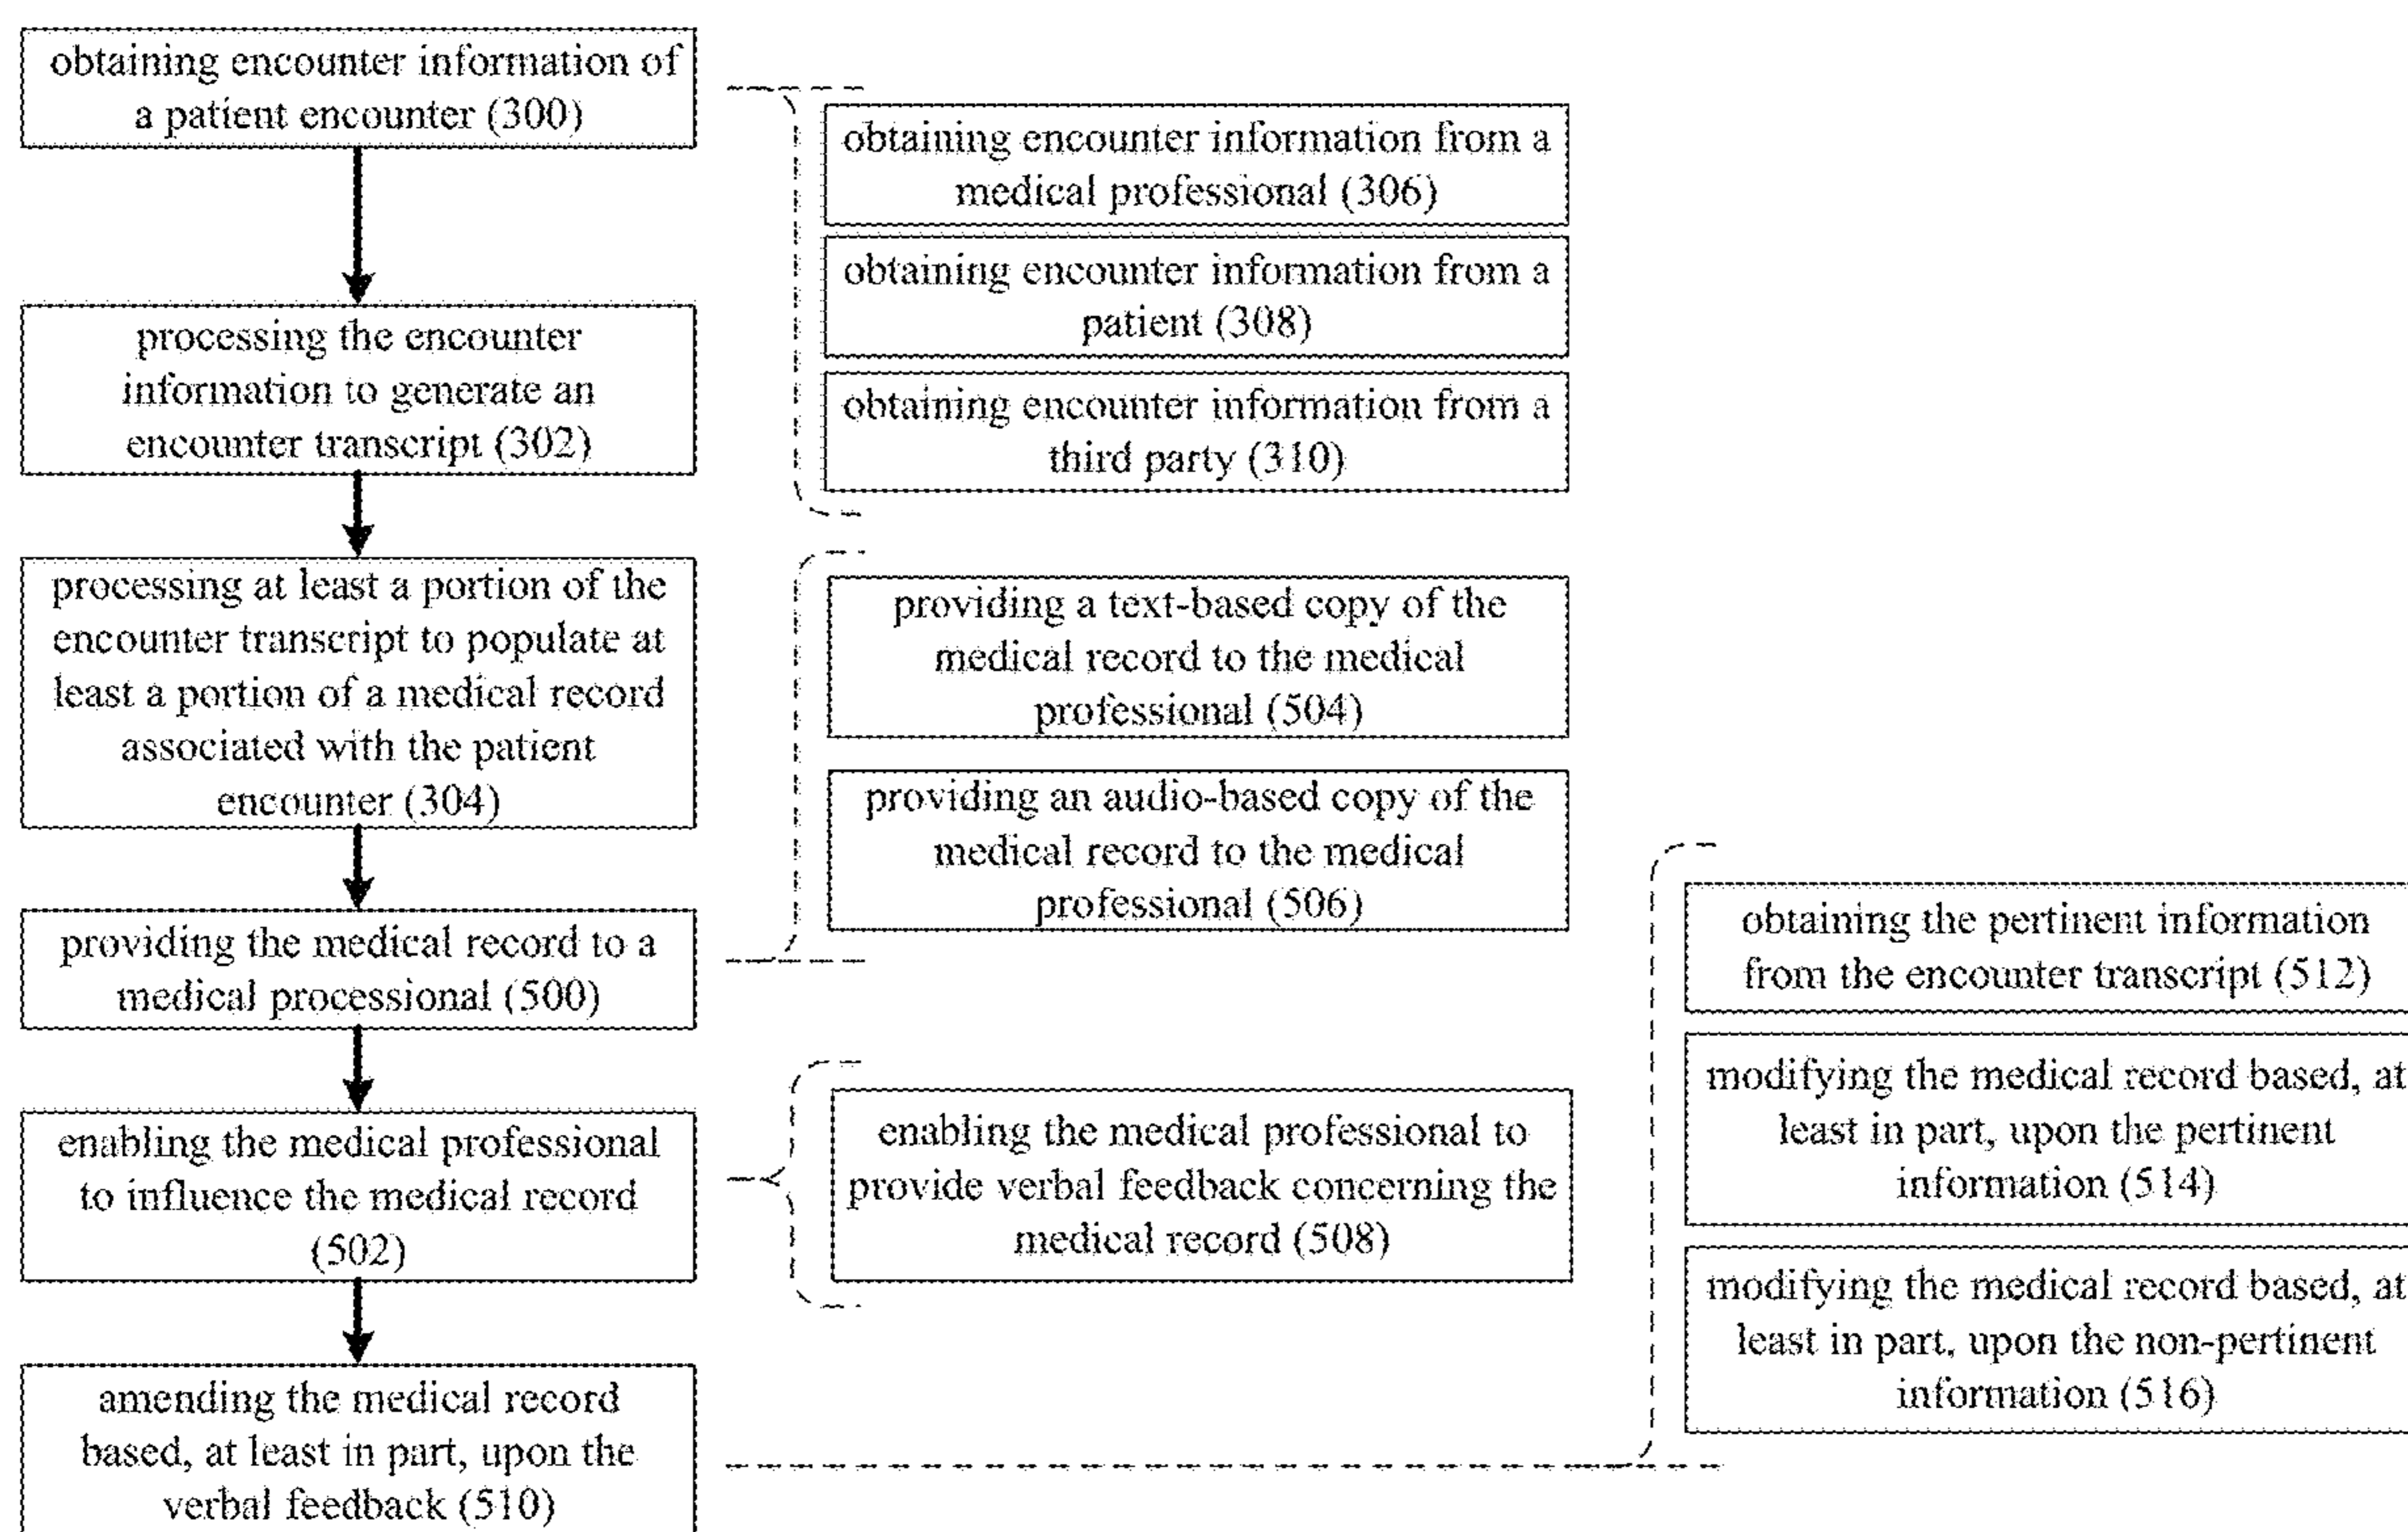 obtaining encounter information of
a patient encounter (300)
processing the encounter
information to generate an
encounter transcript (302)
processing at least a portion of the
encounter transcript to populate at
least a portion of a medical record
associated with the patient
encounter (304)
providing the medical record to a
medical processional (500)
enabling the medical professional
to influence the medical record
(502)
amending the medical record
based, at least in part, upon the
verbal feedback (510)
obtaining encounter information from a
medical professional (306)
obtaining encounter information from a
patient (308)
obtaining encounter information from a
third party (310)
providing a text-based copy of the
medical record to the medical
professional (504)
providing an audio-based copy of the
medical record to the medical
professional (506)
enabling the medical professional to
provide verbal feedback concerning the
medical record (508)
obtaining the pertinent information
from the encounter transcript (512)
modifying the medical record based, at
least in part, upon the pertinent
information (514)
modifying the medical record based, at
least in part, upon the non-pertinent
information (516)